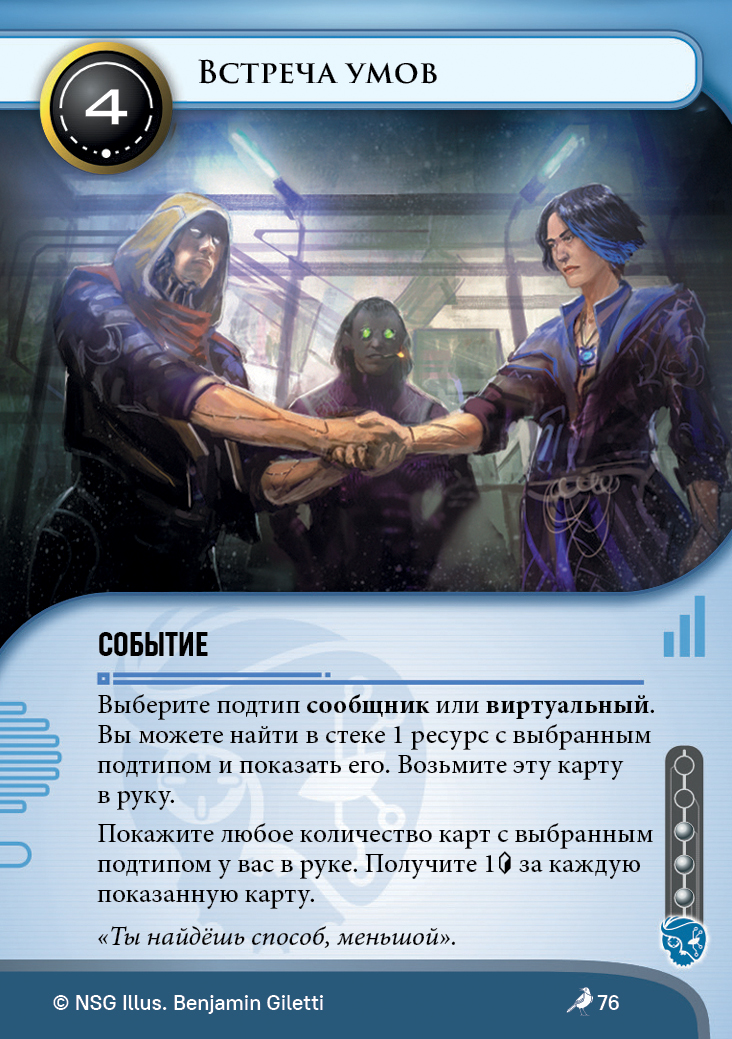 Встреча умов
4
СОБЫТИЕ
Выберите подтип сообщник или виртуальный.
Вы можете найти в стеке 1 ресурс с выбранным
подтипом и показать его. Возьмите эту карту
в руку.
Покажите любое количество карт с выбранным
подтипом у вас в руке. Получите 1 за каждую
показанную карту.
«Ты найдёшь способ, меньшой».
© NSG Illus. Benjamin Giletti
76